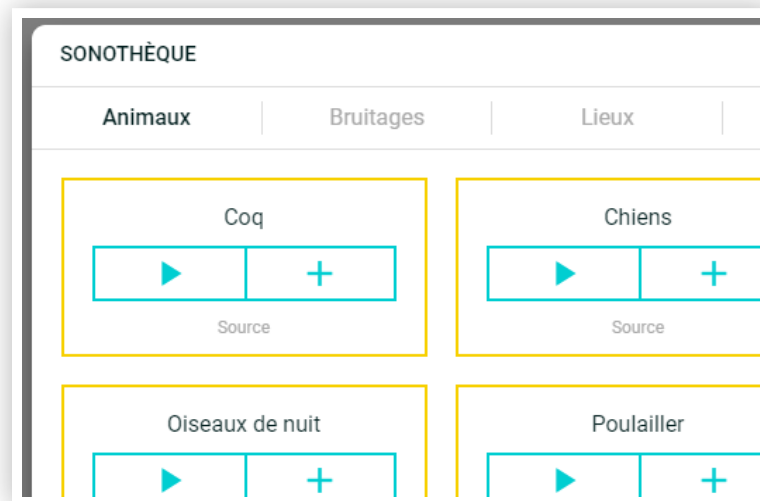 SONOTHÈQUE
Animaux
Bruitages
Lieux
Coq
Chiens
Source
Source
Oiseaux de nuit
Poulailler